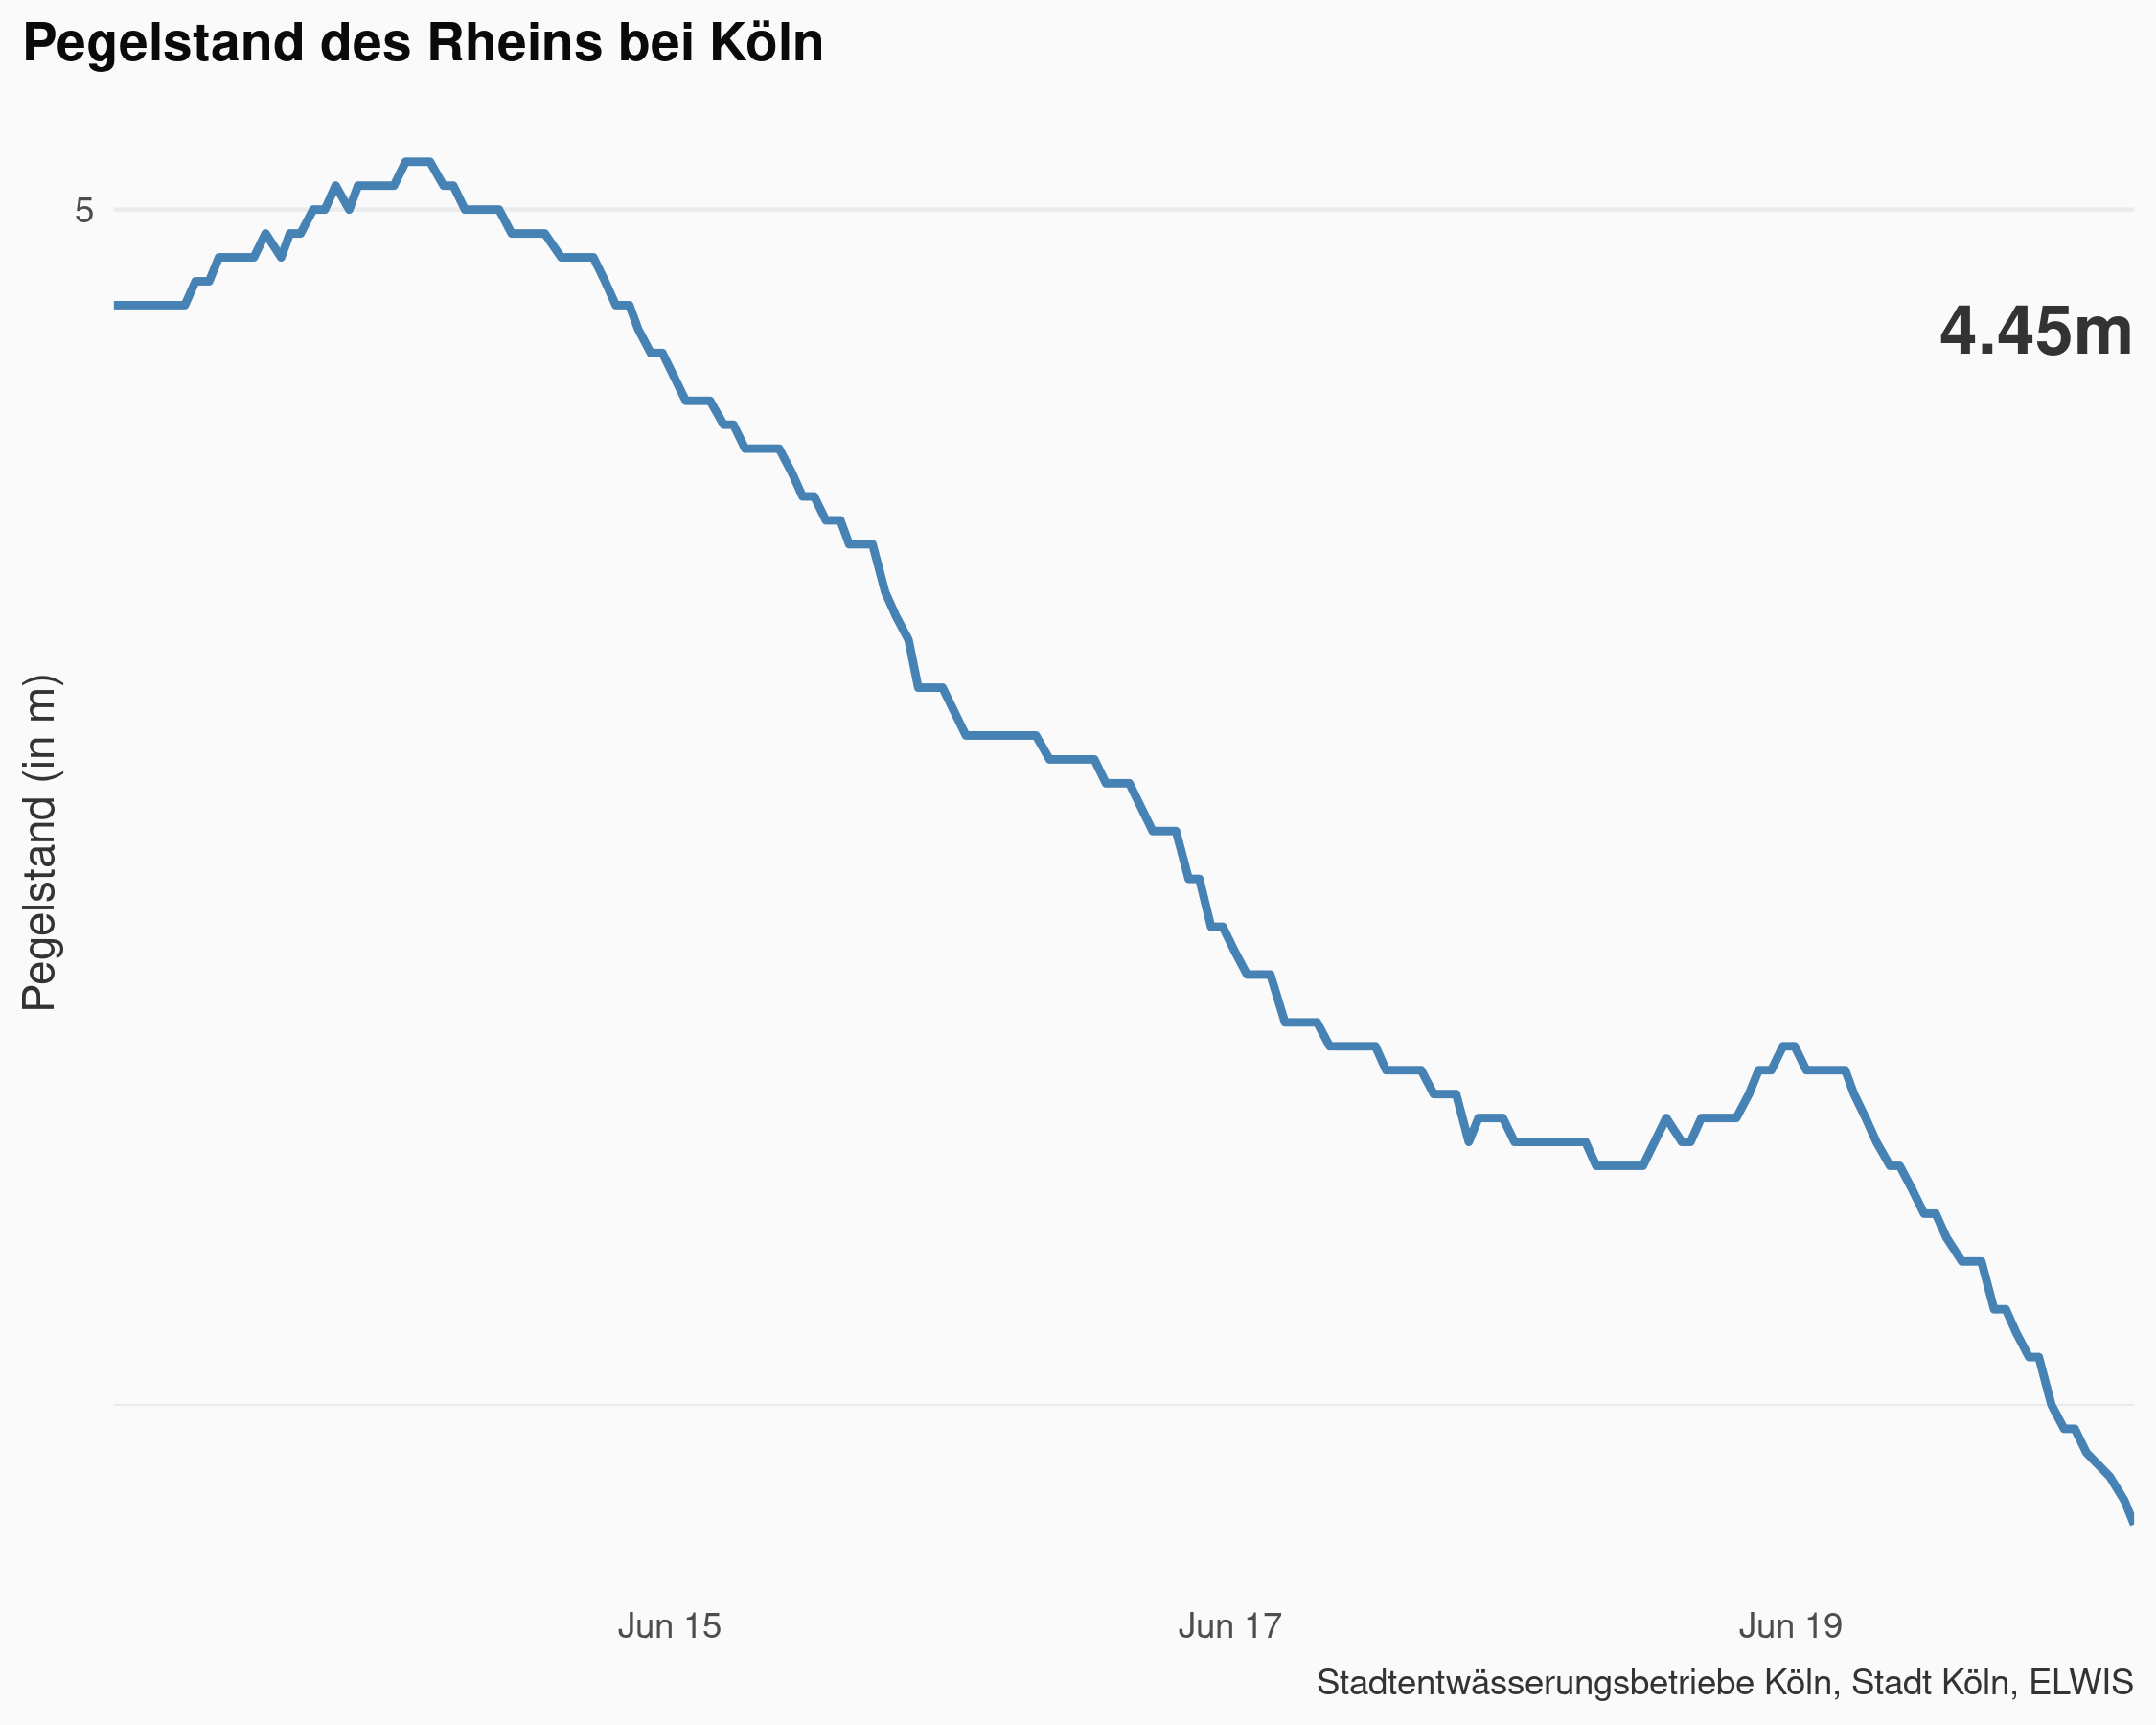 Pegelstand des Rheins bei Köln
5
4.45m
Pegelstand (in m)
Jun 15
Jun 17
Jun 19
Stadtentwässerungsbetriebe Köln, Stadt Köln, ELWIS